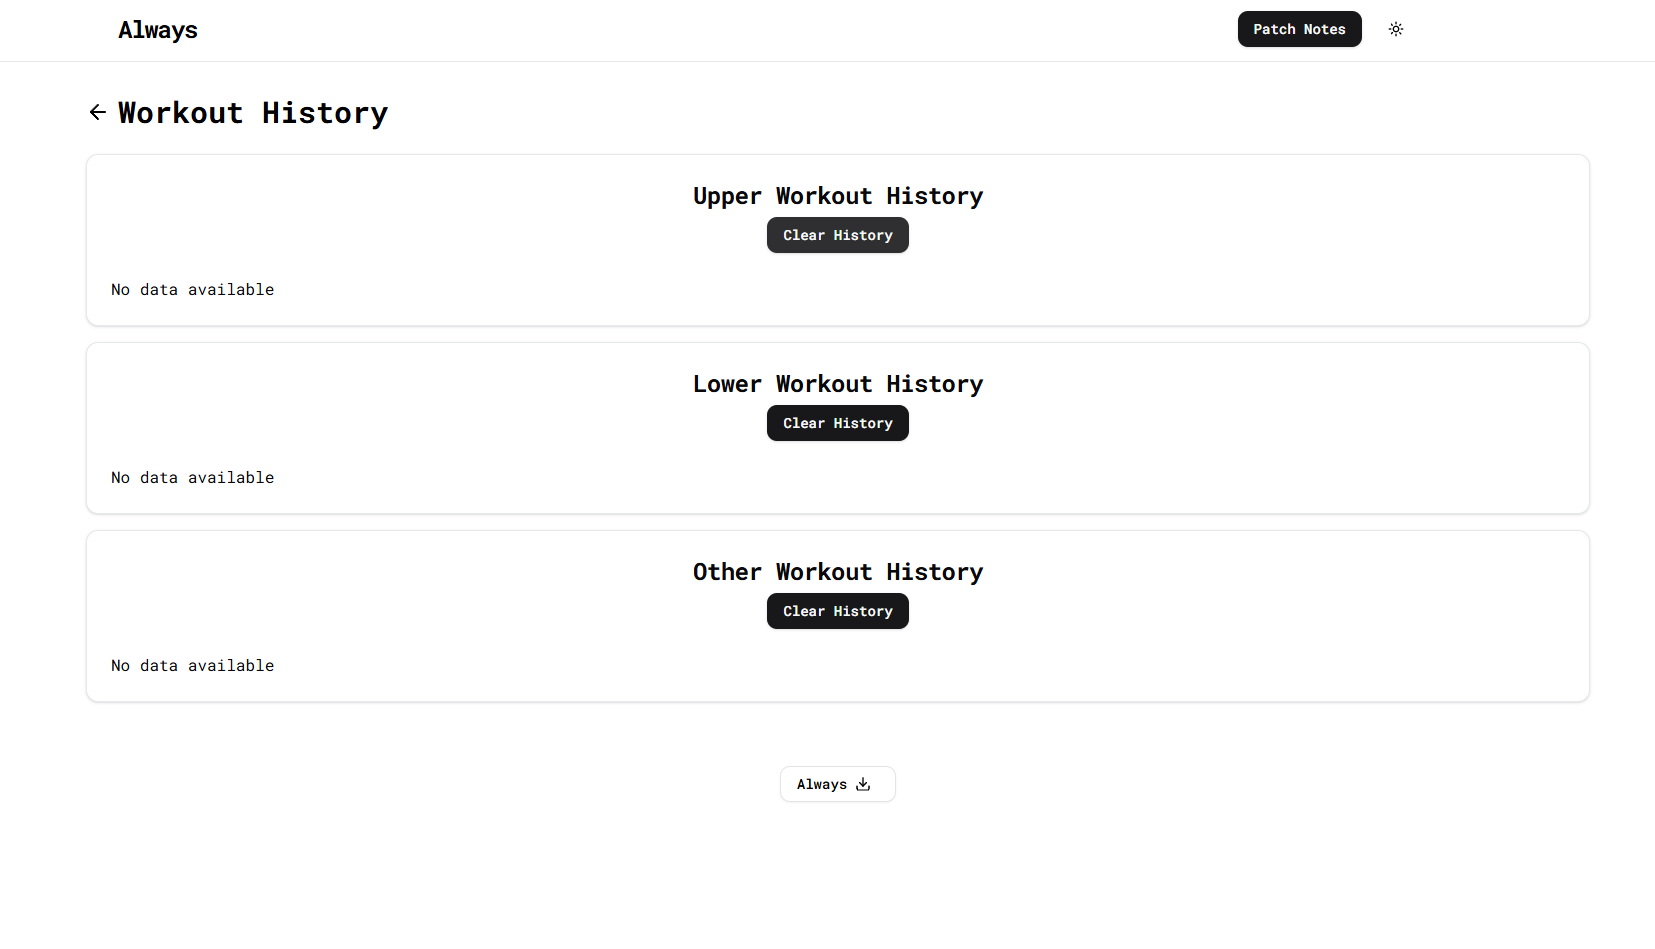 Always
Patch Notes
Workout History
Upper Workout History
Clear History
No data available
Lower Workout History
Clear History
No data available
Other Workout History
Clear History
No data available
Always